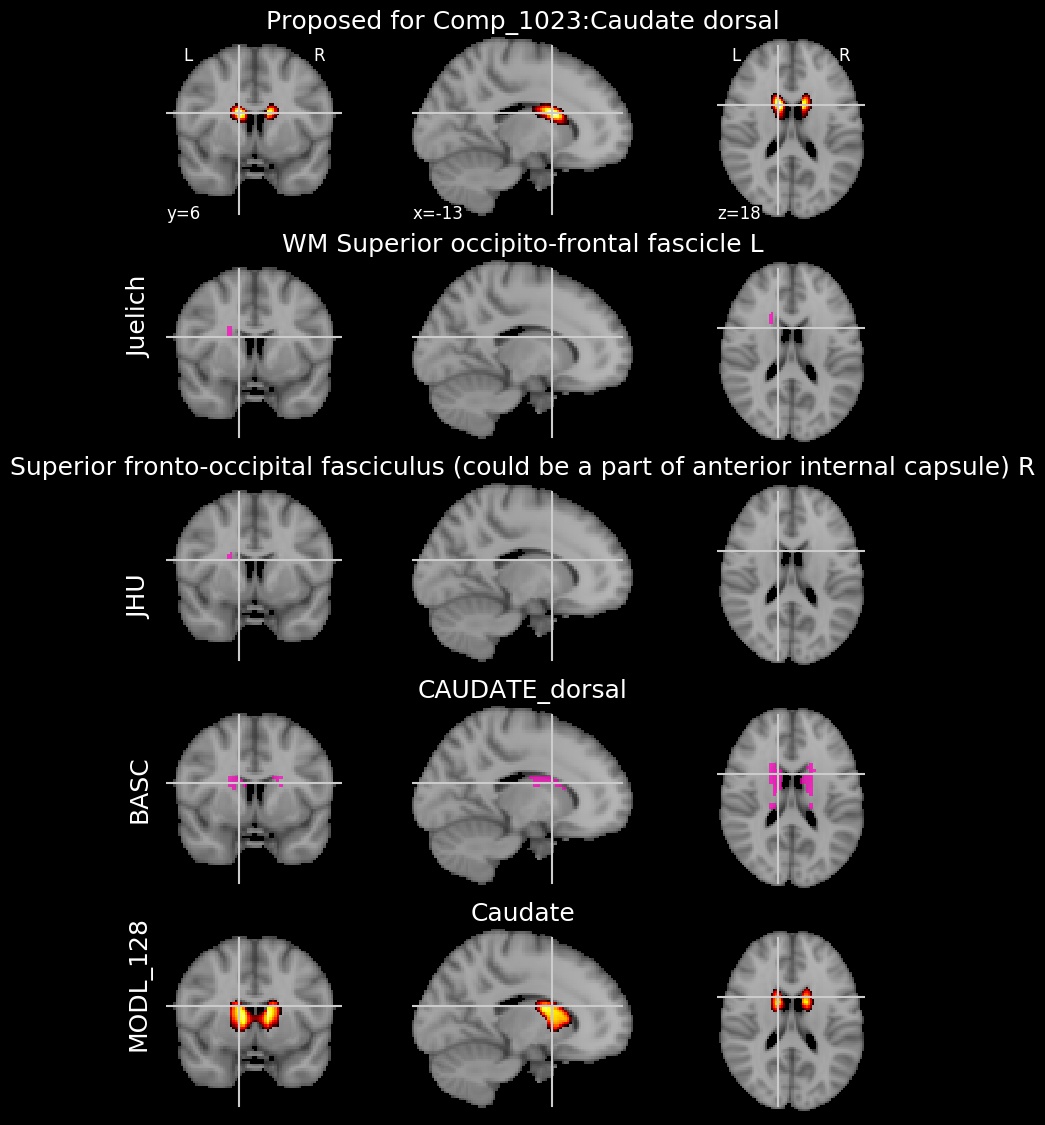 Proposed for Comp_1023:Caudate dorsal
L R L R
y=6 x=-13 z=18
WM Superior occipito-frontal fascicle L
Juelich
Superior fronto-occipital fasciculus (could be a part of anterior internal capsule) R
JHU
CAUDATE_dorsal
BASC
Caudate
MODL_128